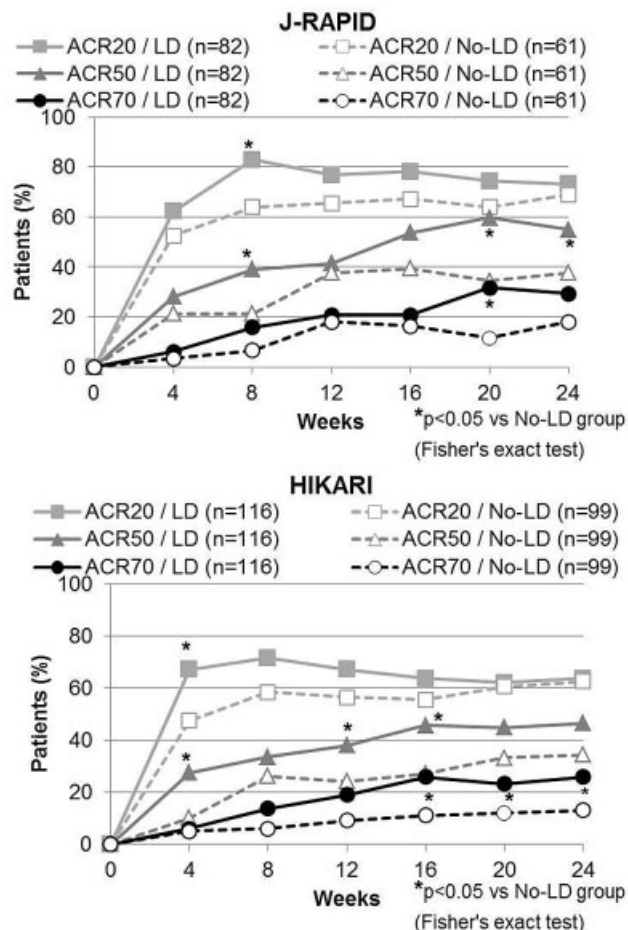 J-RAPID
ACR20 / LD (n=82) ACR20 / No-LD (n=61)
ACR50 / LD (n=82) ACR50 / No-LD (n=61)
ACR70 / LD (n=82) ACR70 / No-LD (n=61)
100
80
60
40
20
0
Patients (%)
* * * * *
0 4 8 12 16 20 24
Weeks
*p<0.05 vs No-LD group
(Fisher's exact test)
HIKARI
ACR20 / LD (n=116) ACR20 / No-LD (n=99)
ACR50 / LD (n=116) ACR50 / No-LD (n=99)
ACR70 / LD (n=116) ACR70 / No-LD (n=99)
100
80
60
40
20
0
Patients (%)
* * * * * * *
0 4 8 12 16 20 24
Weeks
*p<0.05 vs No-LD group
(Fisher's exact test)